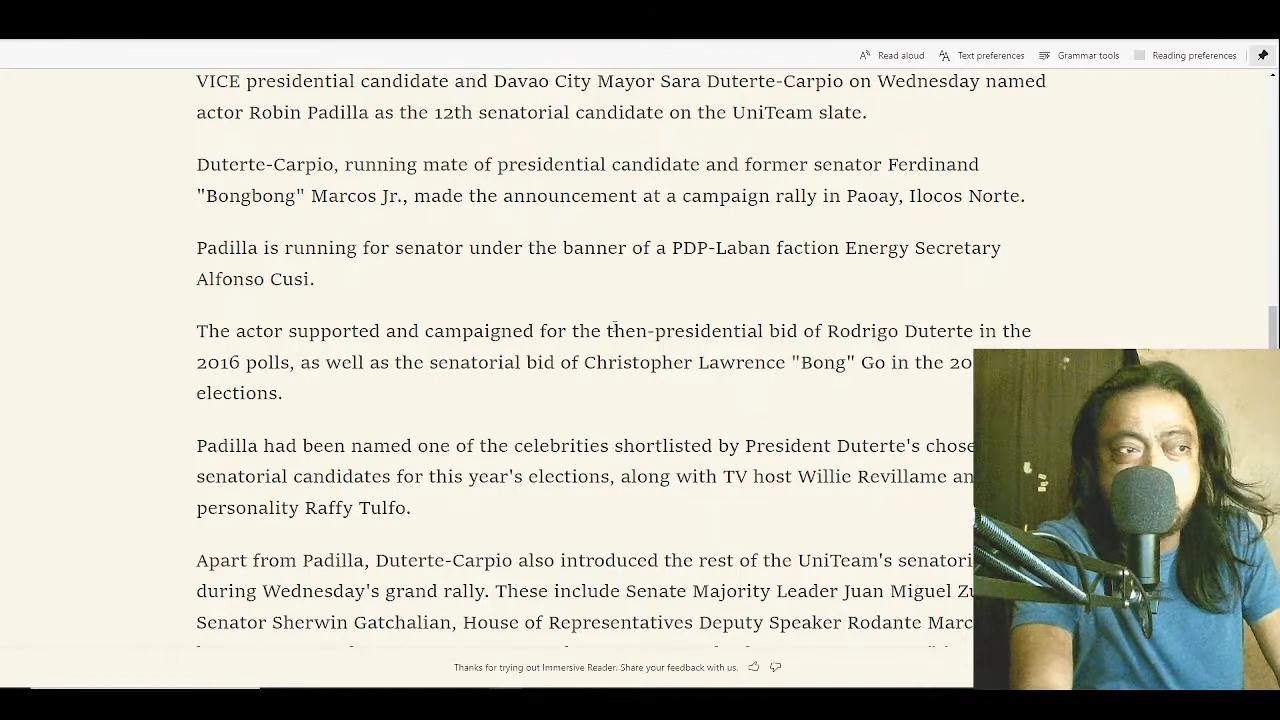 Read aloud Text preferences Grammar tools Reading preferences
VICE presidential candidate and Davao City Mayor Sara Duterte-Carpio on Wednesday named
actor Robin Padilla as the 12th senatorial candidate on the UniTeam slate.
Duterte-Carpio, running mate of presidential candidate and former senator Ferdinand
"Bongbong" Marcos Jr., made the announcement at a campaign rally in Paoay, Ilocos Norte.
Padilla is running for senator under the banner of a PDP-Laban faction Energy Secretary
Alfonso Cusi.
The actor supported and campaigned for the then-presidential bid of Rodrigo Duterte in the
2016 polls, as well as the senatorial bid of Christopher Lawrence "Bong" Go in the
elections.
Padilla had been named one of the celebrities shortlisted by President Duterte's
senatorial candidates for this year's elections, along with TV host Willie Revillame
personality Raffy Tulfo.
Apart from Padilla, Duterte-Carpio also introduced the rest of the UniTeam's
during Wednesday's grand rally. These include Senate Majority Leader Juan Miguel
Senator Sherwin Gatchalian, House of Representatives Deputy Speaker Rodante
Thanks for trying out Immersive Reader. Share your feedback with us.